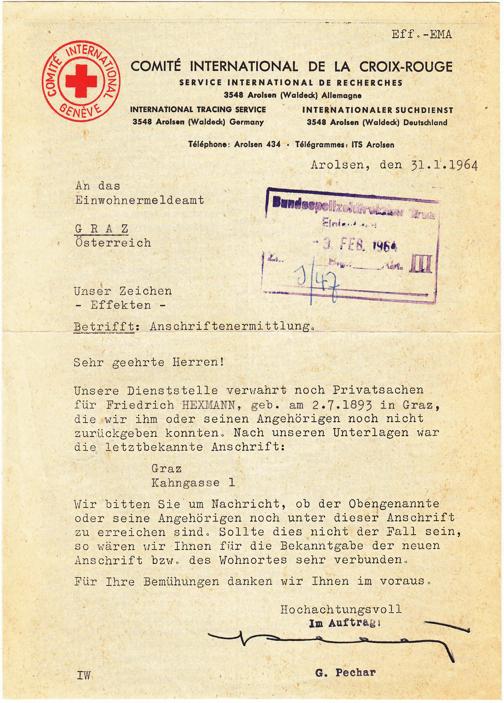 Eff.-EMA
COMITÉ INTERNATIONAL
GENÈVE
COMITÉ INTERNATIONAL DE LA CROIX-ROUGE
SERVICE INTERNATIONAL DE RECHERCHES
3548 Arolsen (Waldeck) Allemagne
INTERNATIONAL TRACING SERVICE
3548 Arolsen (Waldeck) Germany
INTERNATIONALER SUCHDIENST
3548 Arolsen (Waldeck) Deutschland
Téléphone: Arolsen 434 · Télégrammes: ITS Arolsen
Arolsen, den 31.1.1964
An das
Einwohnermeldeamt
G R A Z
Österreich
3. FEB. 1964
III
J/47
Unser Zeichen
- Effekten -
Betrifft: Anschriftenermittlung.
Sehr geehrte Herren!
Unsere Dienststelle verwahrt noch Privatsachen
für Friedrich HEXMANN, geb. am 2.7.1893 in Graz,
die wir ihm oder seinen Angehörigen noch nicht
zurückgeben konnten. Nach unseren Unterlagen war
die letztbekannte Anschrift:
Graz
Kahngasse 1
Wir bitten Sie um Nachricht, ob der Obengenannte
oder seine Angehörigen noch unter dieser Anschrift
zu erreichen sind. Sollte dies nicht der Fall sein,
so wären wir Ihnen für die Bekanntgabe der neuen
Anschrift bzw. des Wohnortes sehr verbunden.
Für Ihre Bemühungen danken wir Ihnen im voraus.
Hochachtungsvoll
Im Auftrag:
G. Pechar
IW